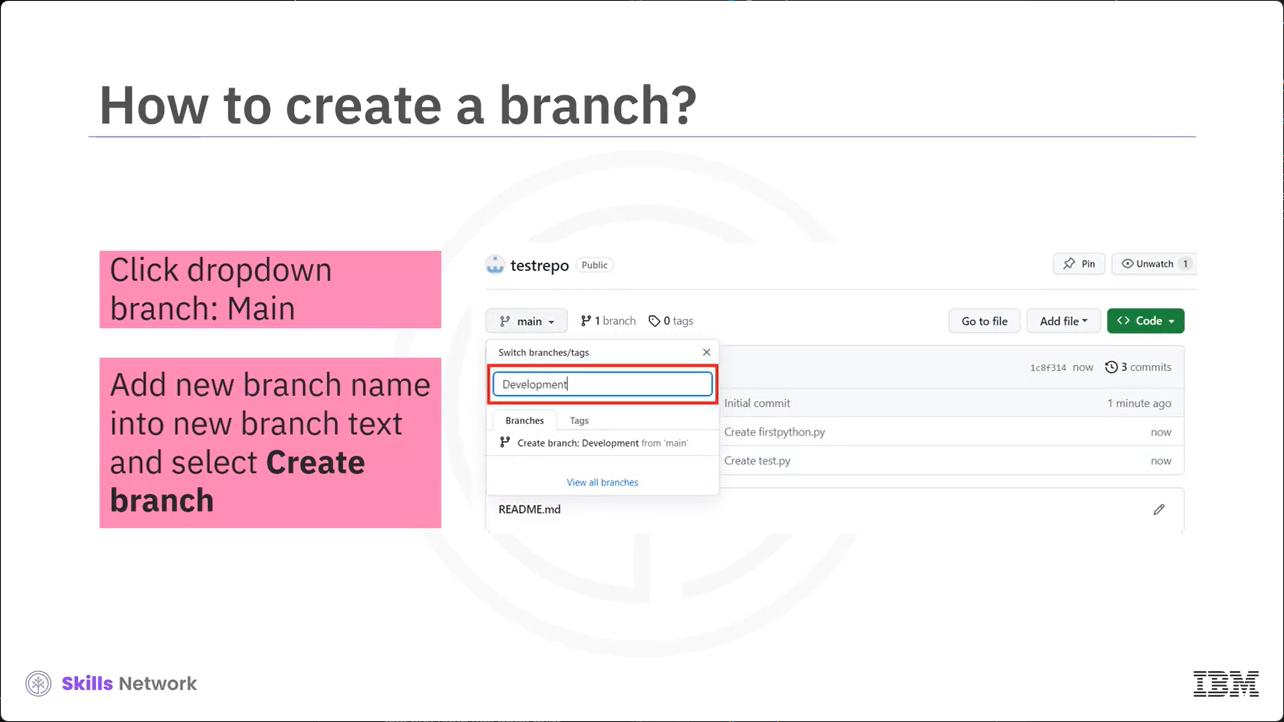 How to create a branch?
Click dropdown
branch: Main
Add new branch name
into new branch text
and select Create
branch
testrepo Public
Pin
Unwatch 1
main
1 branch
0 tags
Go to file
Add file
Code
Switch branches/tags
Development
Branches
Tags
Create branch: Development from 'main'
View all branches
1c8f314 now 3 commits
Initial commit 1 minute ago
Create firstpython.py now
Create test.py now
README.md
Skills Network
IBM